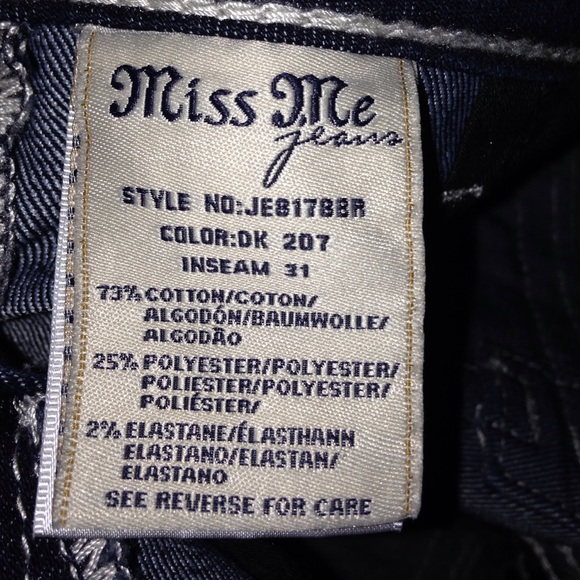 Miss Me
jeans
STYLE NO:JE8178BR
COLOR:DK 207
INSEAM 31
73% COTTON/COTON/
ALGODÓN/BAUMWOLLE/
ALGODÃO
25% POLYESTER/POLYESTER/
POLIESTER/POLYESTER/
POLIÉSTER/
2% ELASTANE/ÉLASTHANN
ELASTANO/ELASTAN/
ELASTANO
SEE REVERSE FOR CARE